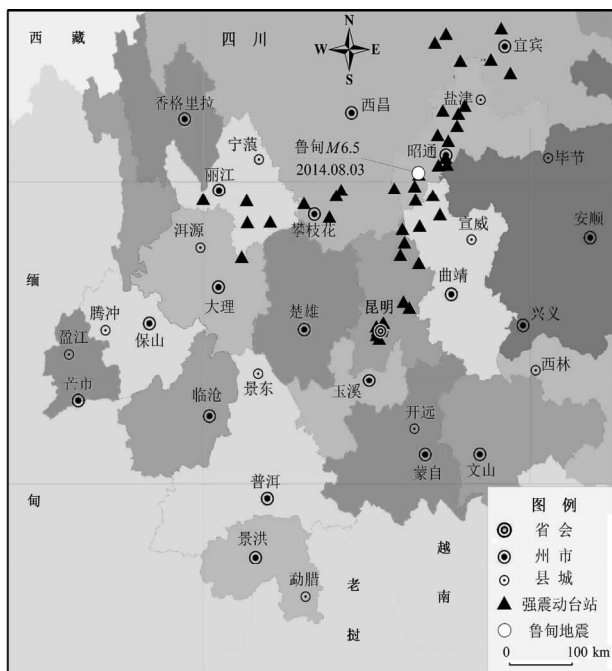 N
W E
S
西藏
四川
宜宾
香格里拉
西昌
盐津
宁蒗
鲁甸M6.5
2014.08.03
昭通
毕节
丽江
洱源
攀枝花
宣威
安顺
缅
大理
曲靖
腾冲
保山
楚雄
昆明
兴义
盈江
芒市
临沧
景东
玉溪
西林
开远
蒙自
文山
甸
普洱
景洪
勐腊
老
挝
越
南
图例
省会
州市
县城
强震动台站
鲁甸地震
0 100 km